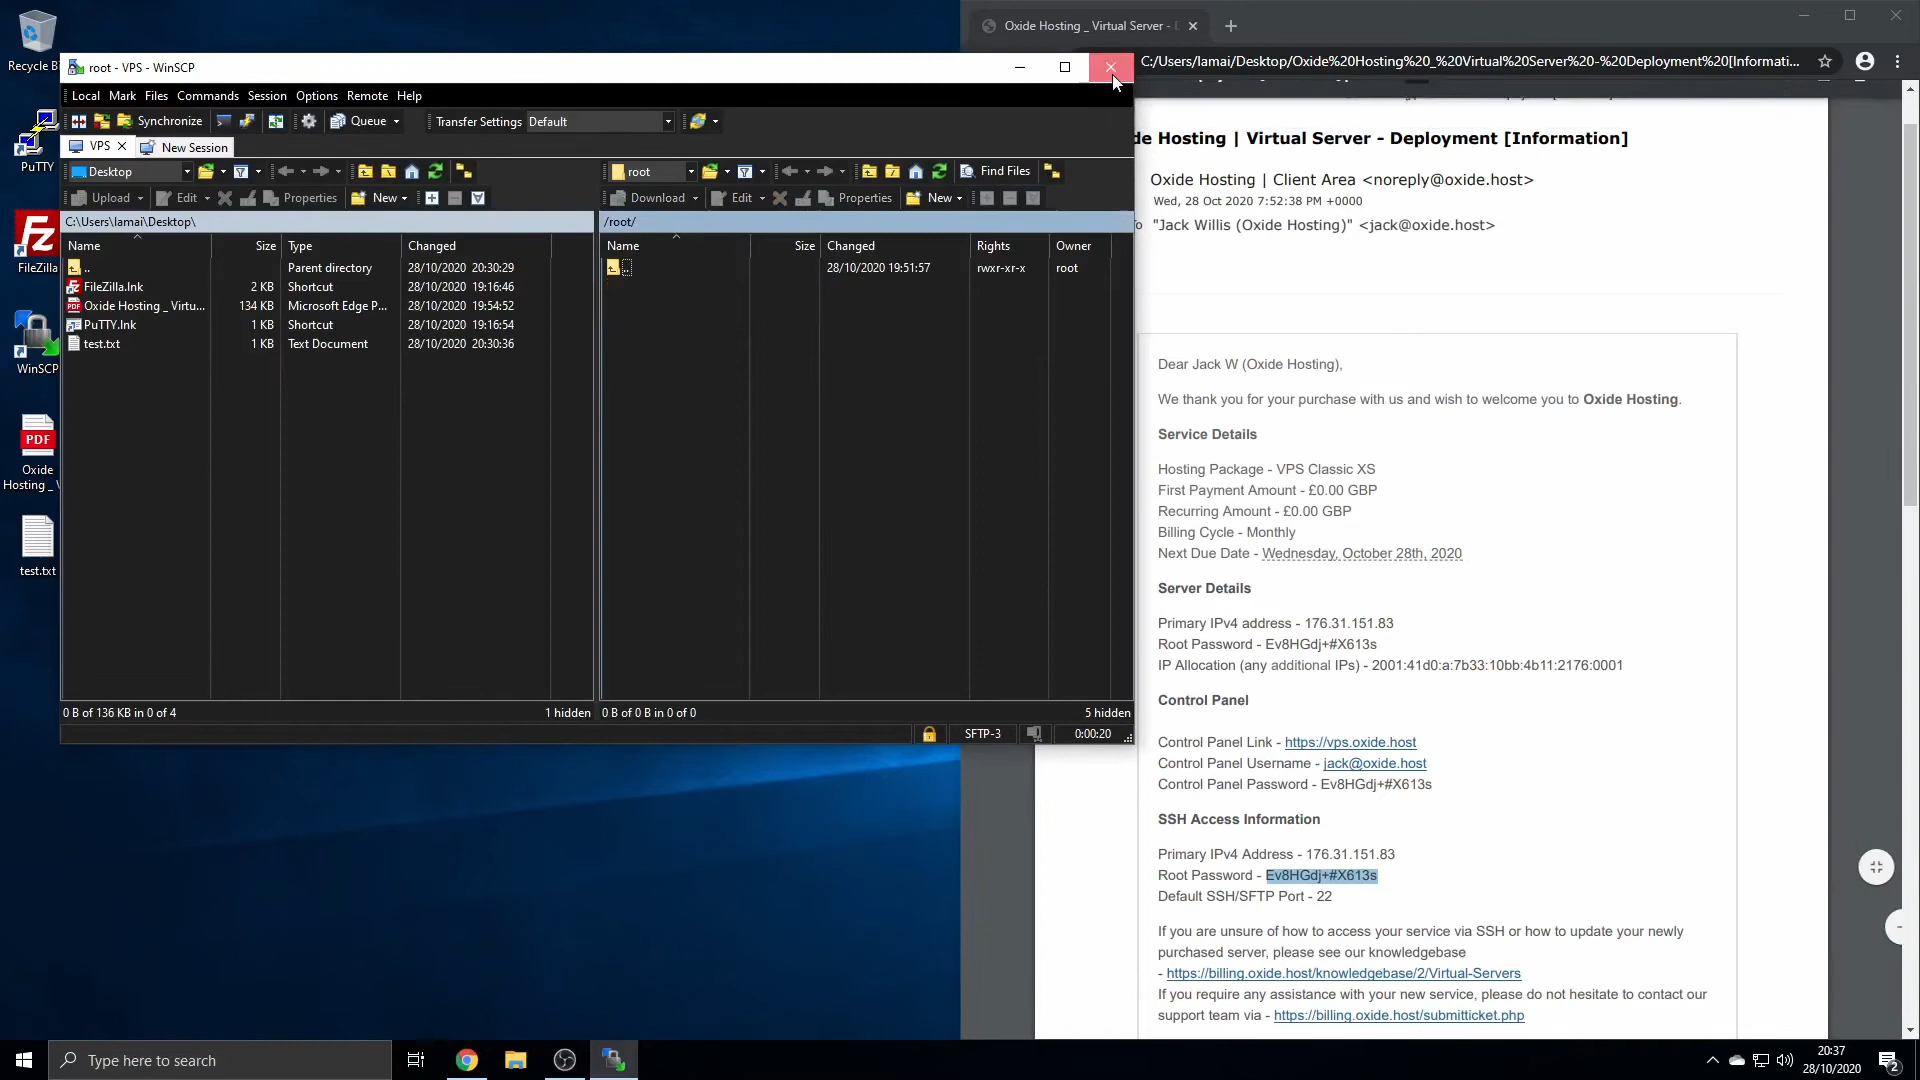 Recycle Bi
PuTTY
FileZilla
WinSCP
PDF
Oxide
Hosting _ V
test.txt
root - VPS - WinSCP
Local Mark Files Commands Session Options Remote Help
Synchronize Queue Transfer Settings Default
VPS New Session
Desktop
Upload Edit Properties New
C:\Users\Iamai\Desktop\
Name Size Type Changed
.. Parent directory 28/10/2020 20:30:29
FileZilla.lnk 2 KB Shortcut 28/10/2020 19:16:46
Oxide Hosting _ Virtu... 134 KB Microsoft Edge P... 28/10/2020 19:54:52
PuTTY.lnk 1 KB Shortcut 28/10/2020 19:16:54
test.txt 1 KB Text Document 28/10/2020 20:30:36
0 B of 136 KB in 0 of 4 1 hidden
root Find Files
Download Edit Properties New
/root/
Name Size Changed Rights Owner
.. 28/10/2020 19:51:57 rwxr-xr-x root
0 B of 0 B in 0 of 0 5 hidden
SFTP-3 0:00:20
Oxide Hosting _ Virtual Server -
C:/Users/Iamai/Desktop/Oxide%20Hosting%20_%20Virtual%20Server%20-%20Deployment%20[Informati...
de Hosting | Virtual Server - Deployment [Information]
Oxide Hosting | Client Area <noreply@oxide.host>
Wed, 28 Oct 2020 7:52:38 PM +0000
o "Jack Willis (Oxide Hosting)" <jack@oxide.host>
Dear Jack W (Oxide Hosting),
We thank you for your purchase with us and wish to welcome you to Oxide Hosting.
Service Details
Hosting Package - VPS Classic XS
First Payment Amount - £0.00 GBP
Recurring Amount - £0.00 GBP
Billing Cycle - Monthly
Next Due Date - Wednesday, October 28th, 2020
Server Details
Primary IPv4 address - 176.31.151.83
Root Password - Ev8HGdj+#X613s
IP Allocation (any additional IPs) - 2001:41d0:a:7b33:10bb:4b11:2176:0001
Control Panel
Control Panel Link - https://vps.oxide.host
Control Panel Username - jack@oxide.host
Control Panel Password - Ev8HGdj+#X613s
SSH Access Information
Primary IPv4 Address - 176.31.151.83
Root Password - Ev8HGdj+#X613s
Default SSH/SFTP Port - 22
If you are unsure of how to access your service via SSH or how to update your newly
purchased server, please see our knowledgebase
- https://billing.oxide.host/knowledgebase/2/Virtual-Servers
If you require any assistance with your new service, please do not hesitate to contact our
support team via - https://billing.oxide.host/submitticket.php
Type here to search
20:37
28/10/2020
2